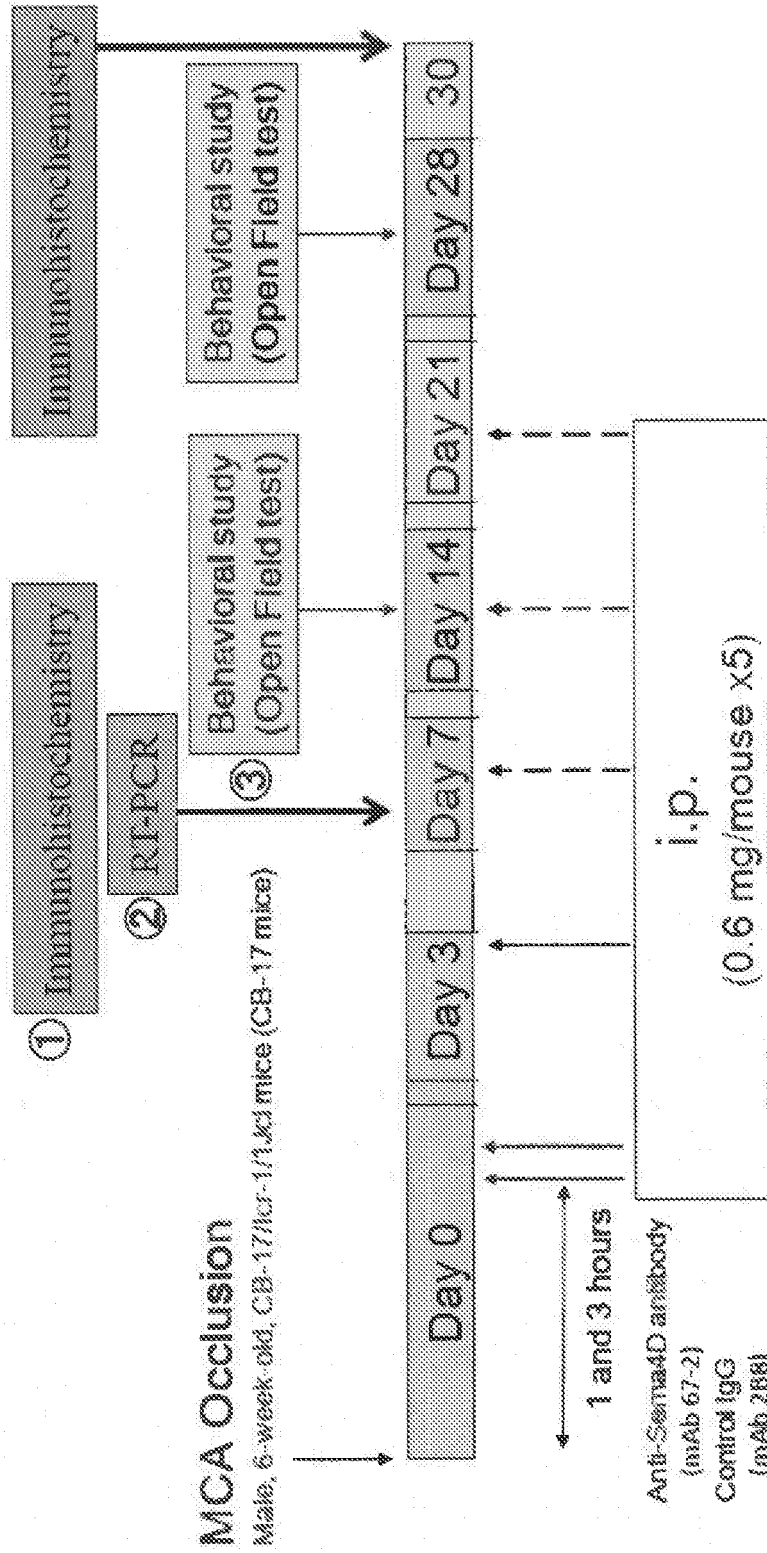 ① Immunohistochemistry
Immunohistochemistry
② RT-PCR
③
Behavioral study
(Open Field test)
Behavioral study
(Open Field test)
MCA Occlusion
Male, 6-week-old, CB-17/lcr-1/1Jcl mice (CB-17 mice)
Day 0
Day 3
Day 7
Day 14
Day 21
Day 28
30
1 and 3 hours
Anti-Sema4D antibody
(mAb 67-2)
Control IgG
(mAb 2B8)
i.p.
(0.6 mg/mouse x5)